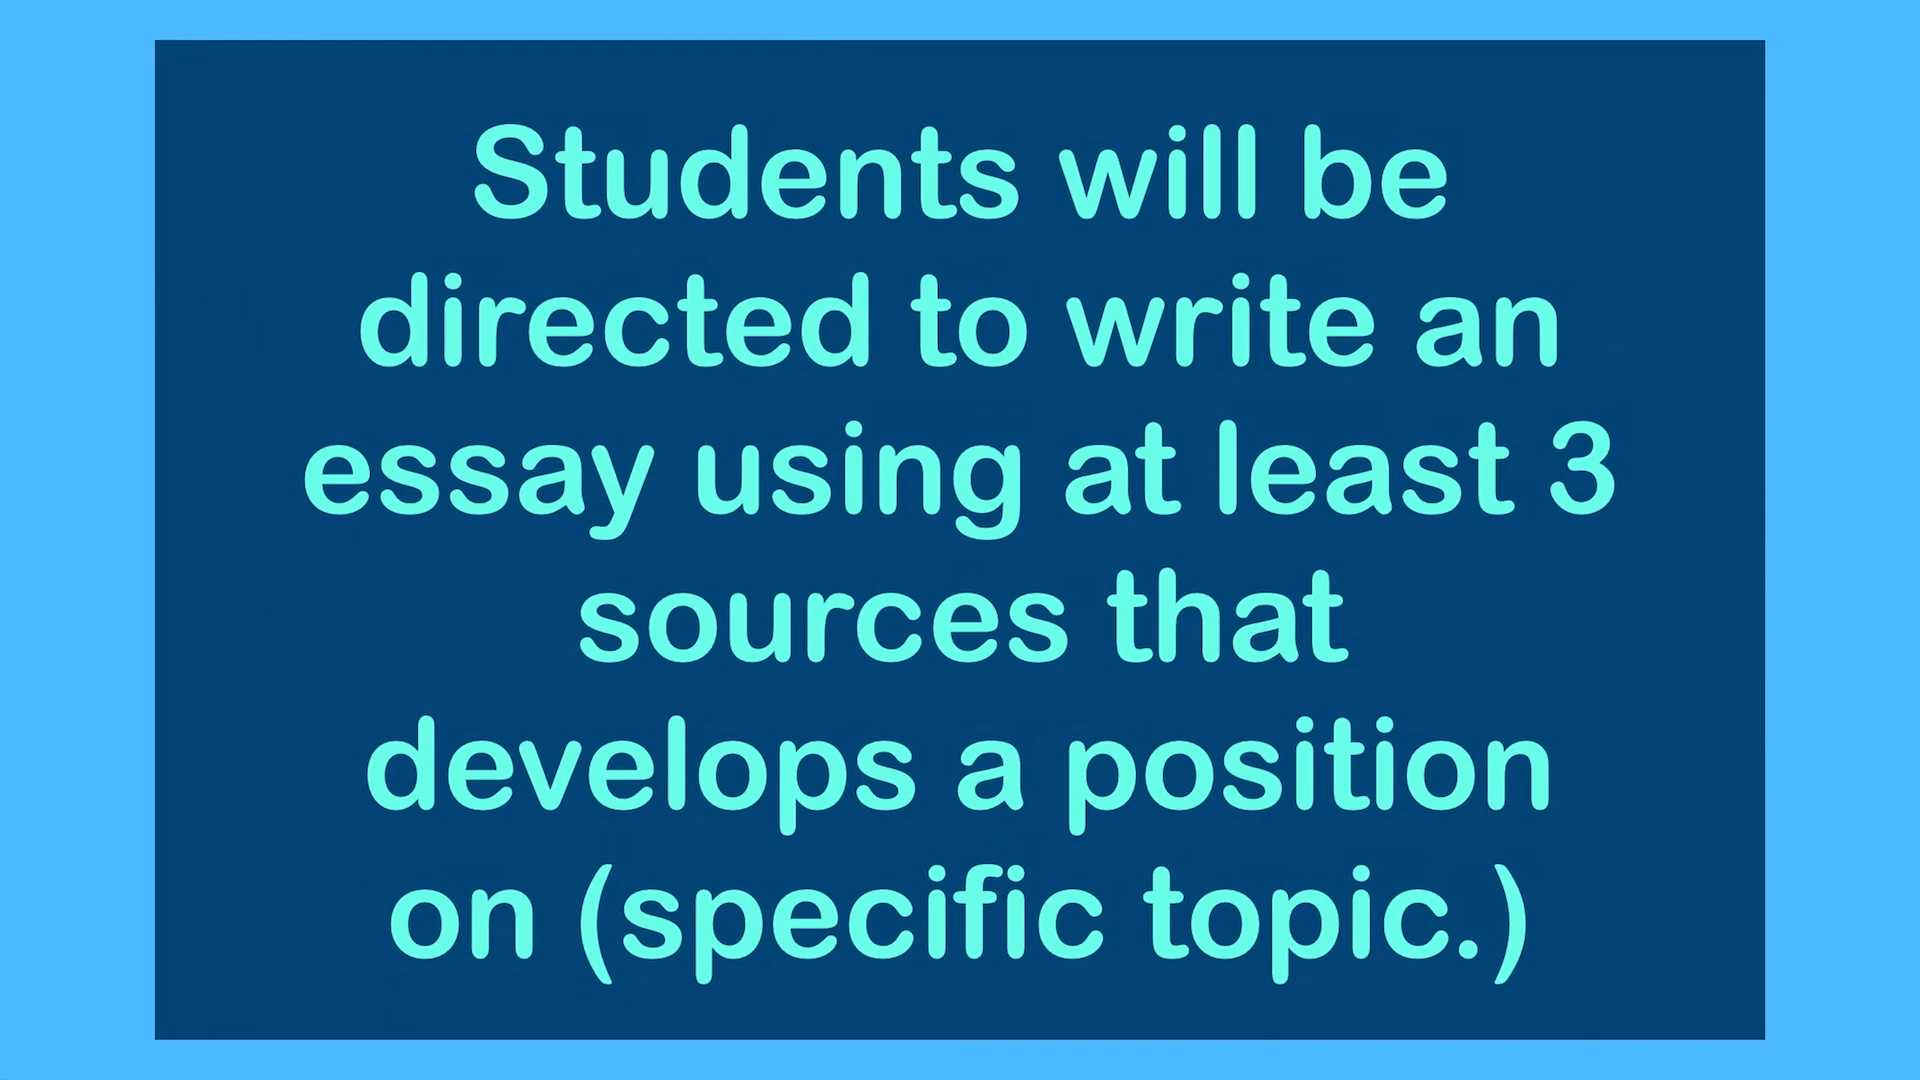 Students will be
directed to write an
essay using at least 3
sources that
develops a position
on (specific topic.)